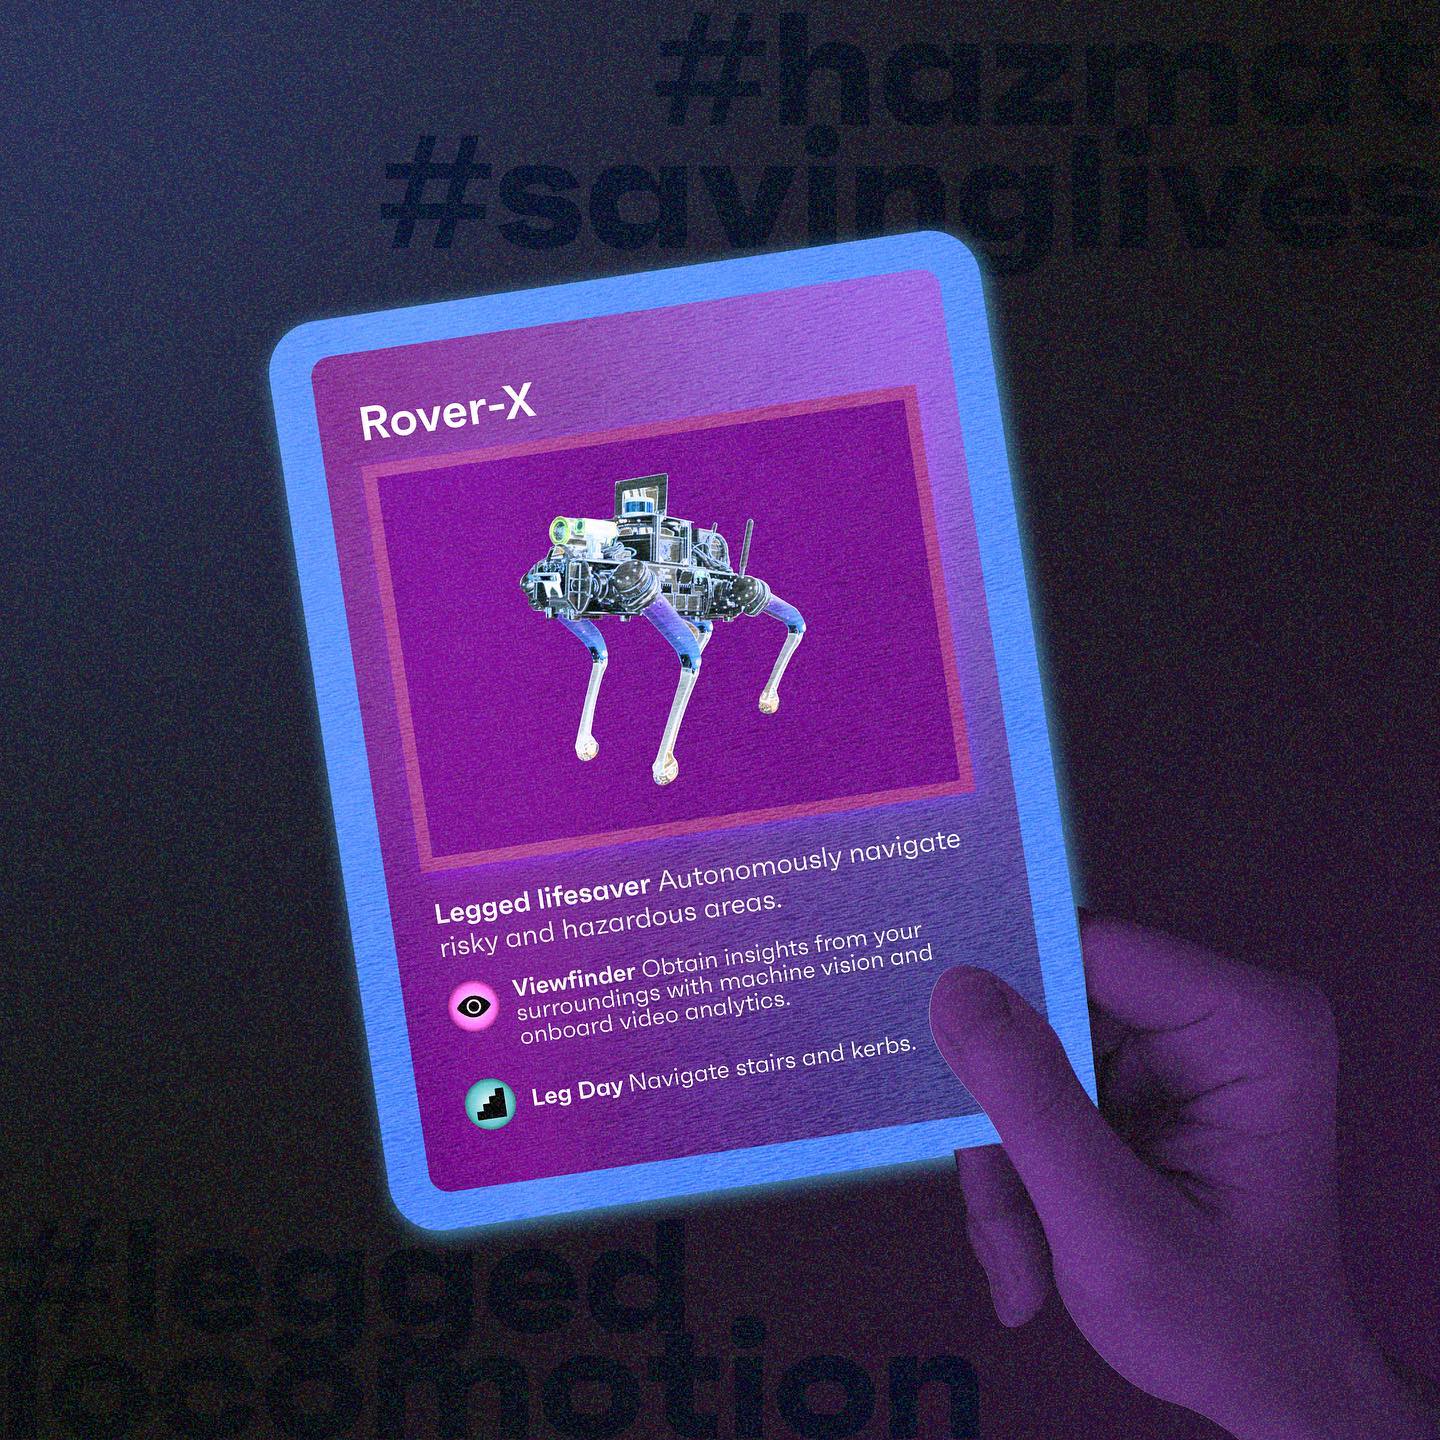 #hazmat
#savinglives
Rover-X
Legged lifesaver Autonomously navigate
risky and hazardous areas.
Viewfinder Obtain insights from your
surroundings with machine vision and
onboard video analytics.
Leg Day Navigate stairs and kerbs.
#legged
locomotion